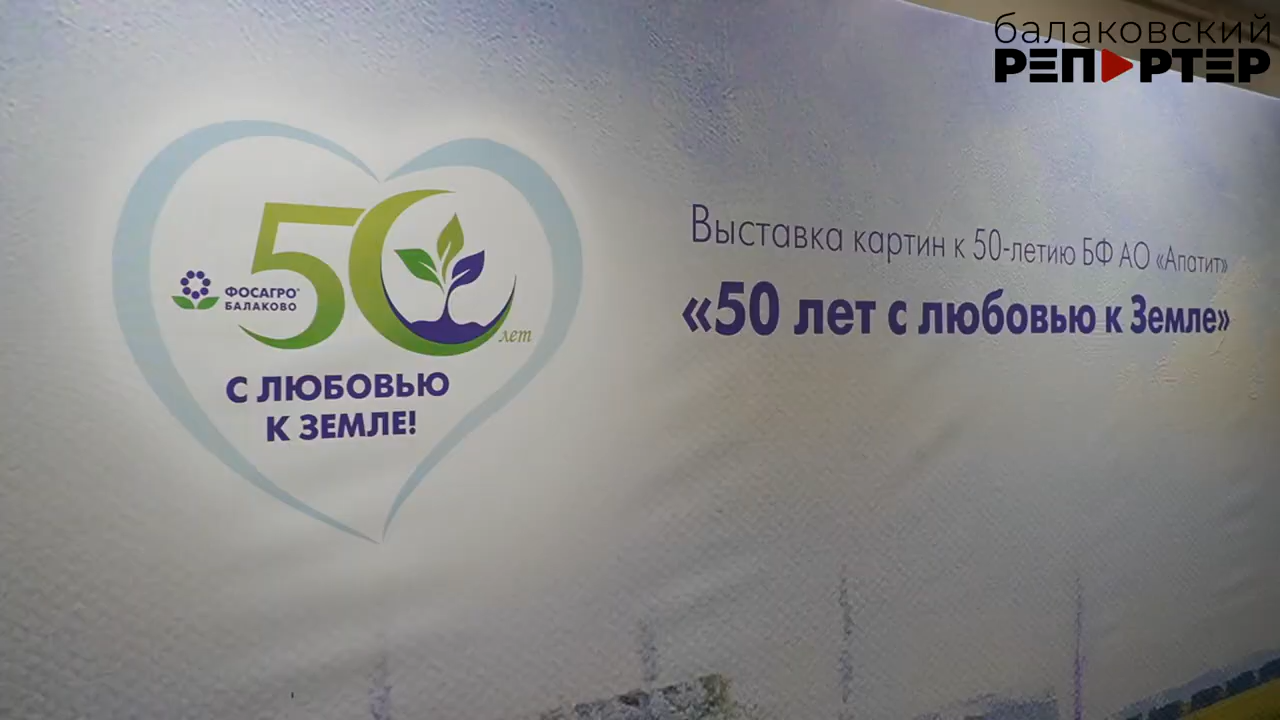 балаковский
РЕПОРТЕР
50 лет
ФОСАГРО®
БАЛАКОВО
С ЛЮБОВЬЮ
К ЗЕМЛЕ!
Выставка картин к 50-летию БФ АО «Апатит»
«50 лет с любовью к Земле»